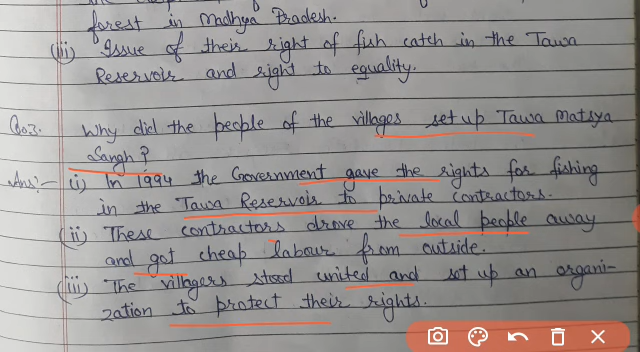 forest in Madhya Pradesh.
(iii) Issue of their right of fish catch in the Tawa
Reservoir and right to equality.
Qo.3. Why did the people of the villages set up Tawa Matsya
Sangh?
Ans:- (i) In 1994 the Government gave the rights for fishing
in the Tawa Reservoir to private contractors.
(ii) These contractors drove the local people away
and got cheap labour from outside.
(iii) The villagers stood united and set up an organi-
zation to protect their rights.